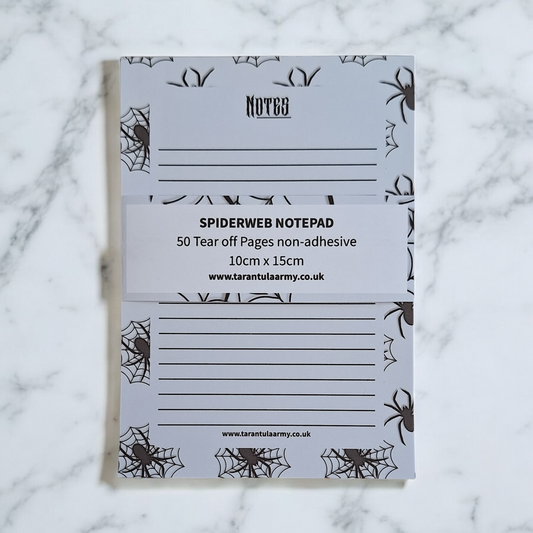 NOTES
SPIDERWEB NOTEPAD
50 Tear off Pages non-adhesive
10cm x 15cm
www.tarantulaarmy.co.uk
www.tarantulaarmy.co.uk